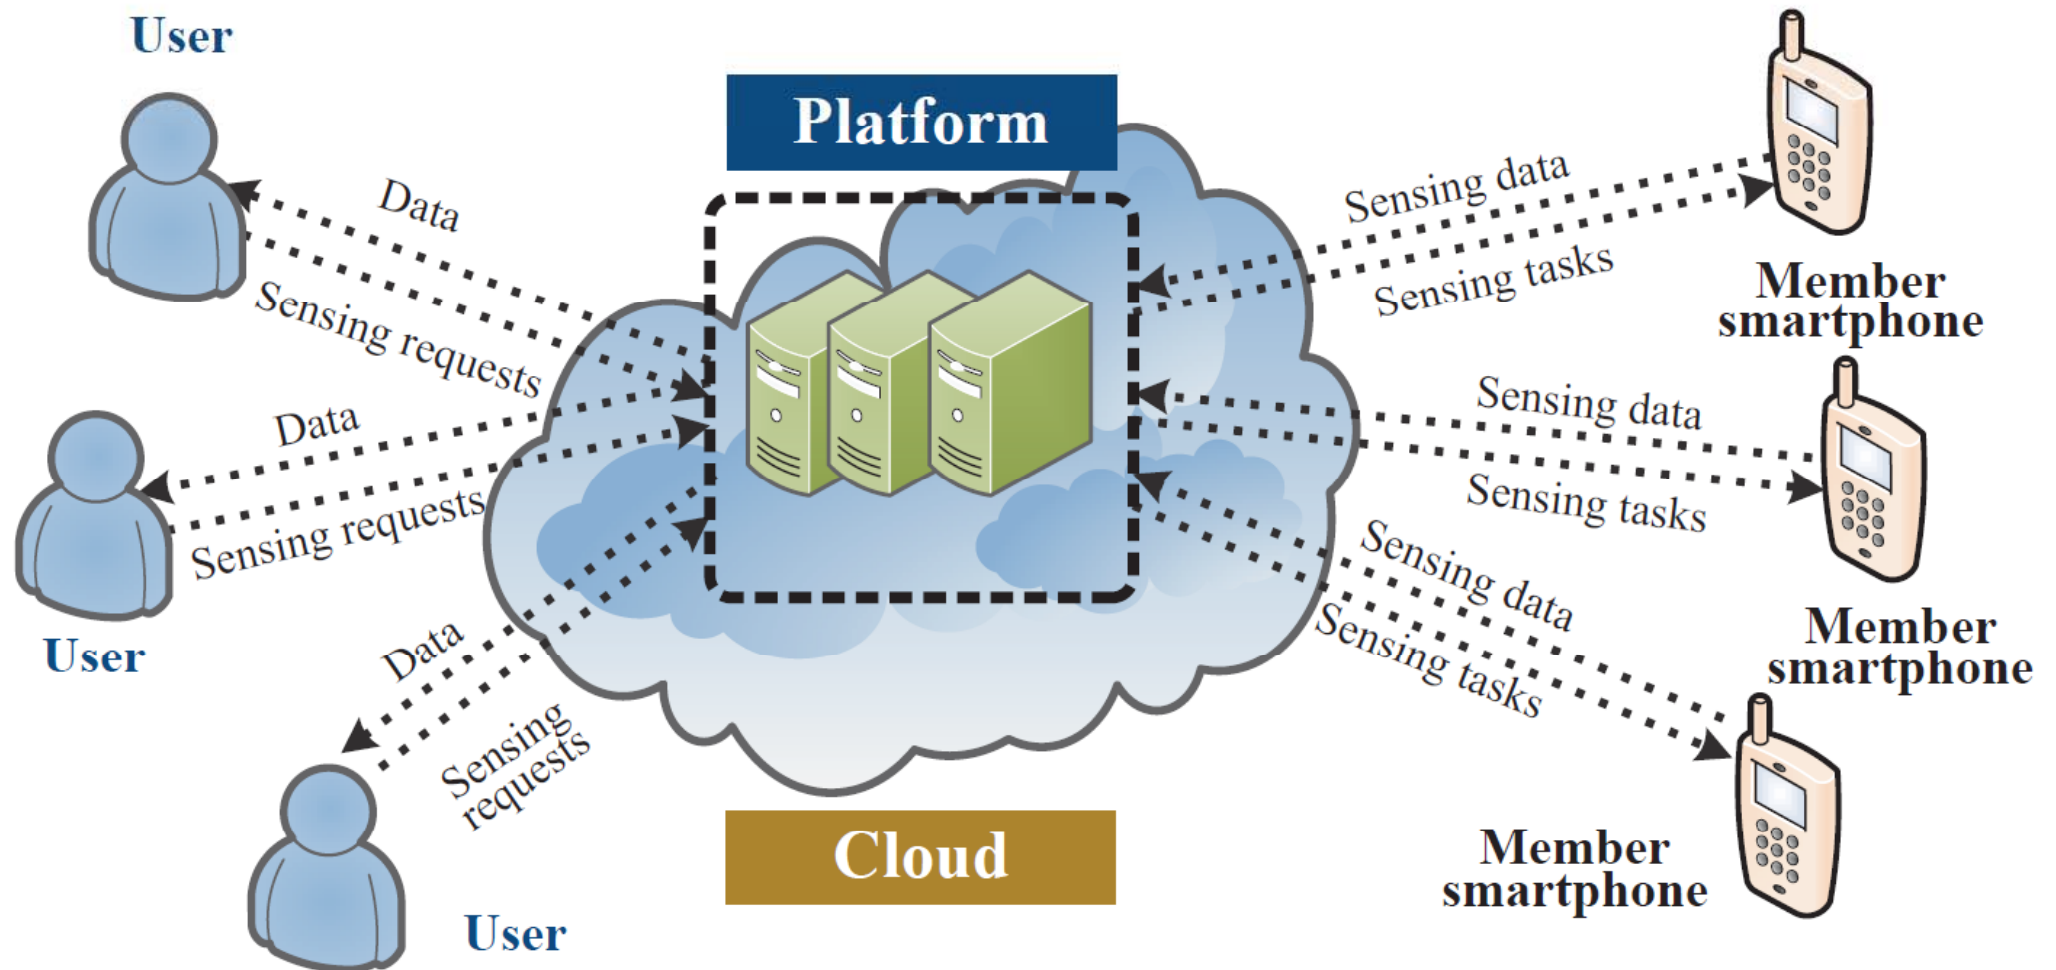 User
Platform
Data
Sensing requests
Data
Sensing requests
User
Data
Sensing
requests
User
Cloud
Sensing data
Sensing tasks
Member
smartphone
Sensing data
Sensing tasks
Member
smartphone
Sensing data
Sensing tasks
Member
smartphone